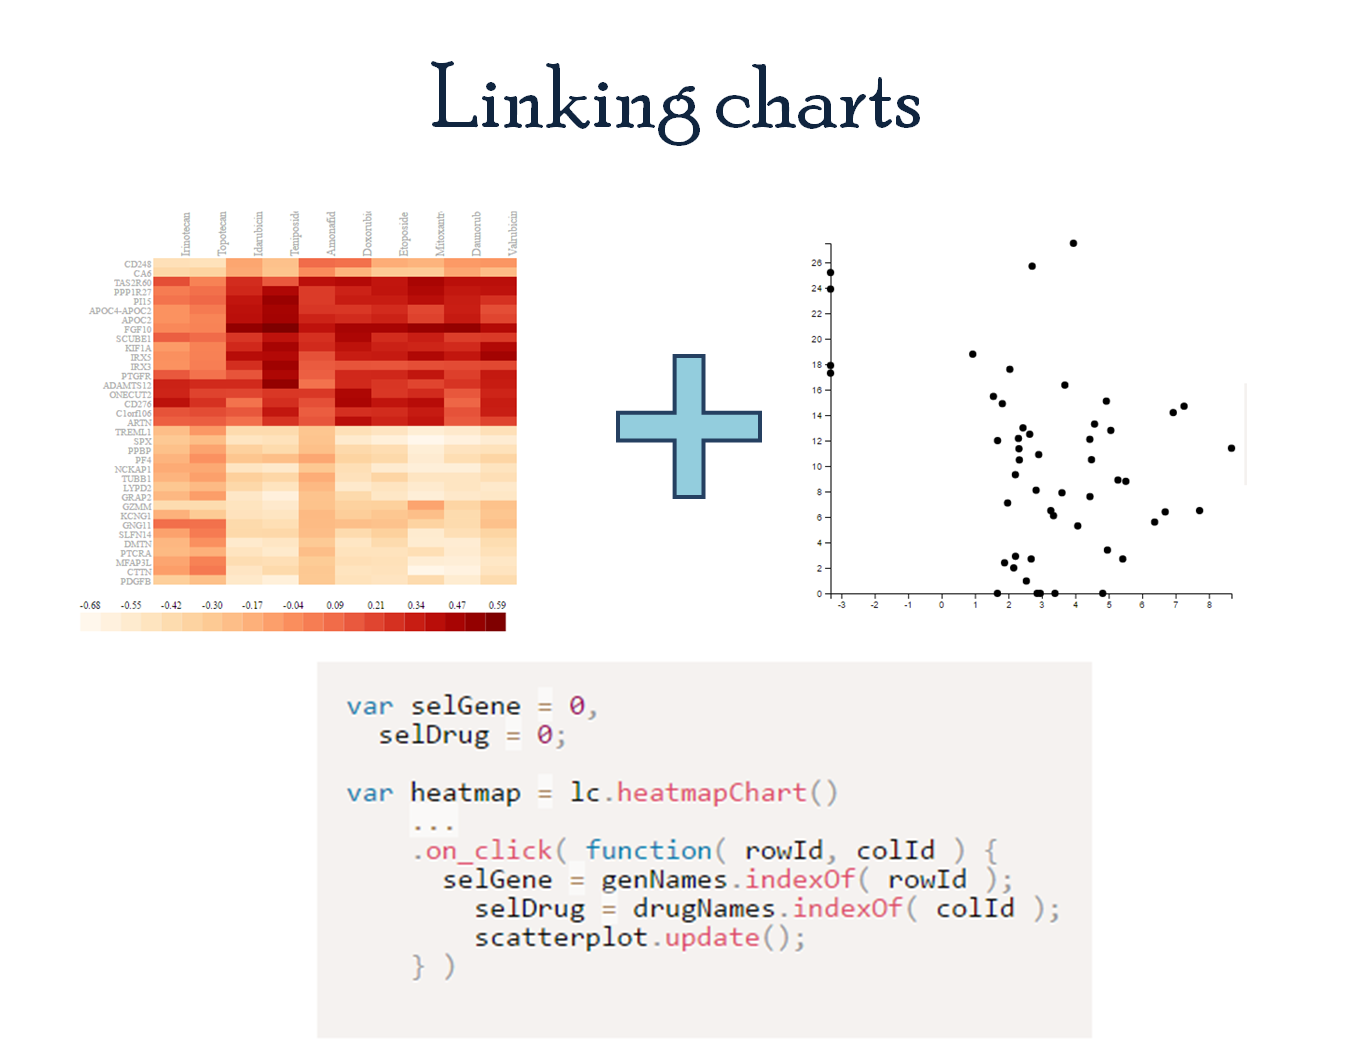 Linking charts
Irinotecan
Topotecan
Idarubicin
Teniposide
Amonafid
Doxorubi
Etoposide
Mitoxantr
Daunorub
Valrubicin
CD248
CA6
TAS2R60
PPP1R27
PI15
APOC4-APOC2
APOC2
FGF10
SCUBE1
KIF1A
IRX5
IRX3
PTGFR
ADAMTS12
ONECUT2
CD276
C1orf106
ARTN
TREML1
SPX
PPBP
PF4
NCKAP1
TUBB1
LYPD2
GRAP2
GZMM
KCNG1
GNG11
SLFN14
DMTN
PTCRA
MFAP3L
CTTN
PDGFB
-0.68 -0.55 -0.42 -0.30 -0.17 -0.04 0.09 0.21 0.34 0.47 0.59
26
24
22
20
18
16
14
12
10
8
6
4
2
0
-3 -2 -1 0 1 2 3 4 5 6 7 8
var selGene = 0,
selDrug = 0;
var heatmap = lc.heatmapChart()
...
.on_click( function( rowId, colId ) {
selGene = genNames.indexOf( rowId );
selDrug = drugNames.indexOf( colId );
scatterplot.update();
} )